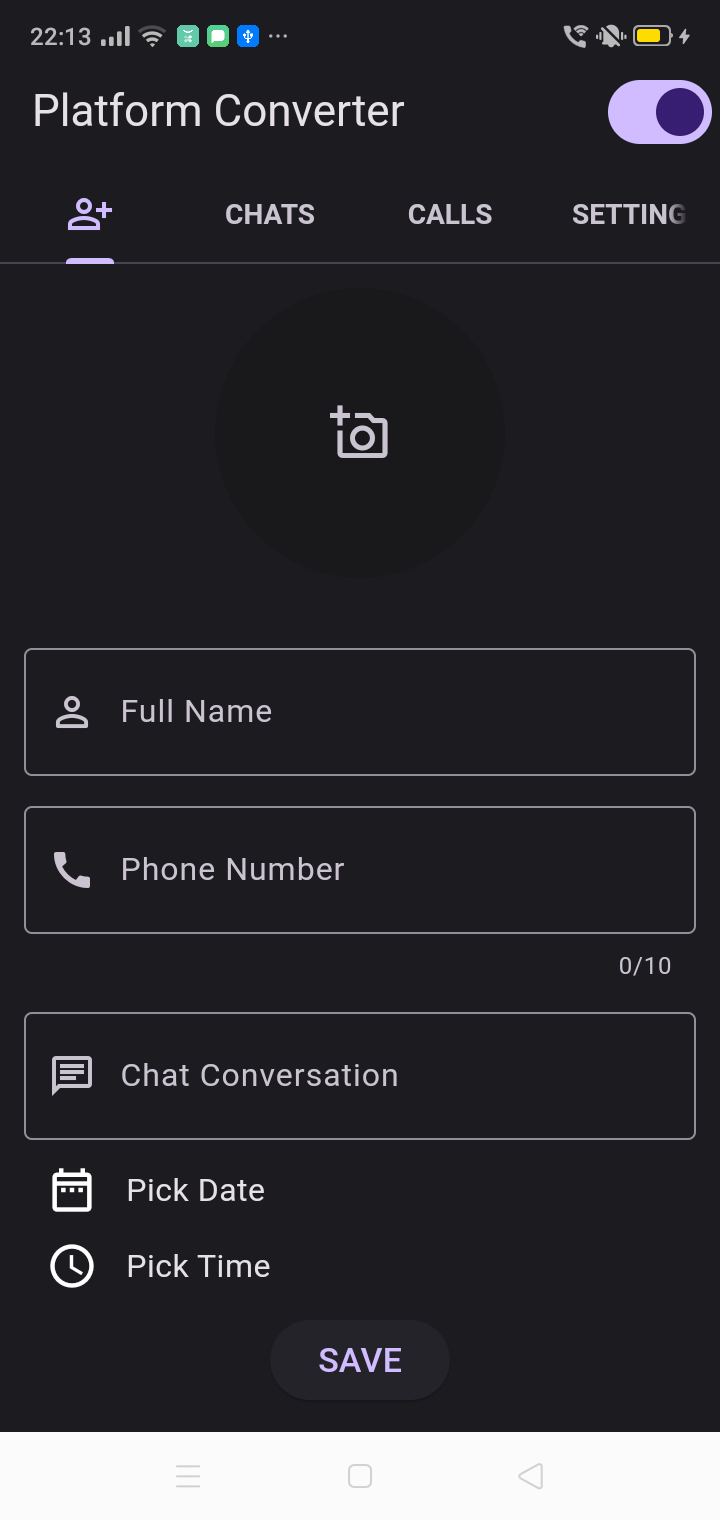 22:13
Platform Converter
CHATS CALLS SETTING
Full Name
Phone Number
0/10
Chat Conversation
Pick Date
Pick Time
SAVE